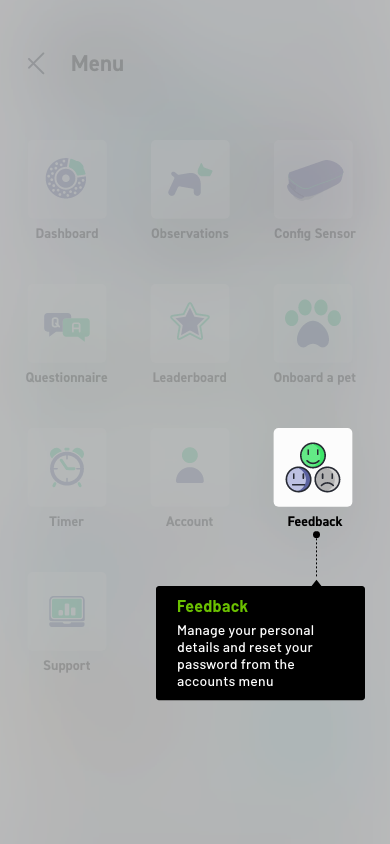 Menu
Dashboard
Observations
Config Sensor
Q A
Questionnaire
Leaderboard
Onboard a pet
Timer
Account
Feedback
Feedback
Manage your personal
details and reset your
password from the
accounts menu
Support